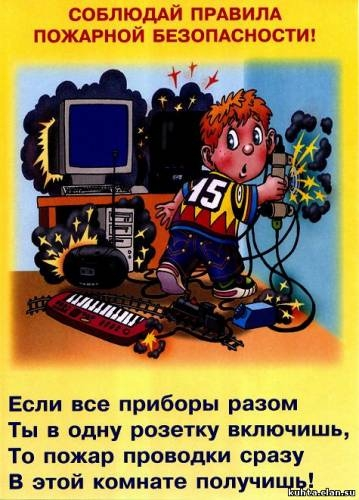 СОБЛЮДАЙ ПРАВИЛА
ПОЖАРНОЙ БЕЗОПАСНОСТИ!
15
Если все приборы разом
Ты в одну розетку включишь,
То пожар проводки сразу
В этой комнате получишь!
kuhta.clan.su